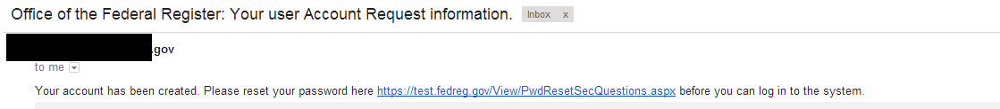 Office of the Federal Register: Your user Account Request information. Inbox x
.gov
to me
Your account has been created. Please reset your password here https://test.fedreg.gov/View/PwdResetSecQuestions.aspx before you can log in to the system.